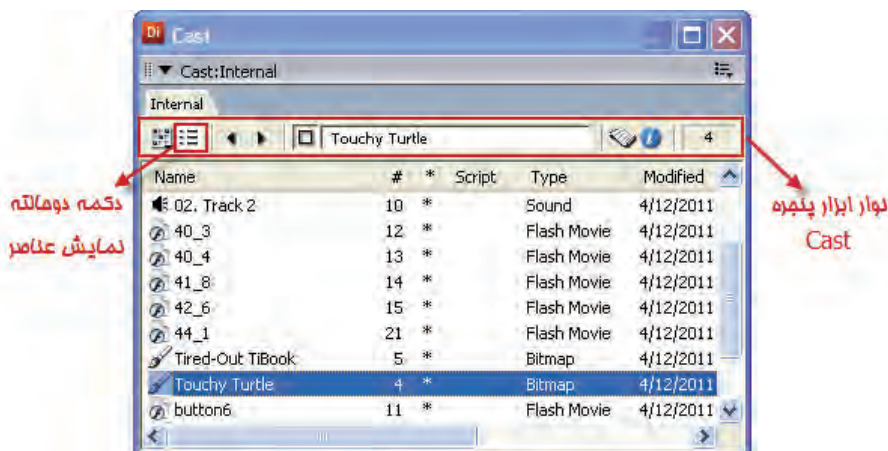 Cast
Cast:Internal
Internal
Touchy Turtle
4
Name # * Script Type Modified
02. Track 2 10 * Sound 4/12/2011
40_3 12 * Flash Movie 4/12/2011
40_4 13 * Flash Movie 4/12/2011
41_8 14 * Flash Movie 4/12/2011
42_6 15 * Flash Movie 4/12/2011
44_1 21 * Flash Movie 4/12/2011
Tired-Out TiBook 5 * Bitmap 4/12/2011
Touchy Turtle 4 * Bitmap 4/12/2011
button6 11 * Flash Movie 4/12/2011
دکمه دوحالته
نمایش عناصر
نوار ابزار پنجره
Cast